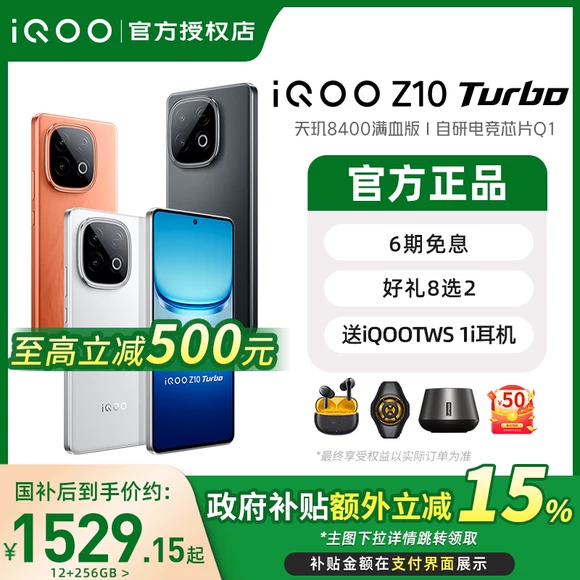 iQOO 官方授权店
iQOO Z10 Turbo
天玑8400满血版 | 自研电竞芯片Q1
官方正品
6期免息
好礼8选2
送iQOOTWS 1i耳机
至高立减500元
iQOO Z10 Turbo
iQOO
50
*最终享受权益以实际订单为准
国补后到手价约:
¥1529.15起
12+256GB >
政府补贴额外立减15%
*主图下拉详情跳转领取
补贴金额在支付界面展示